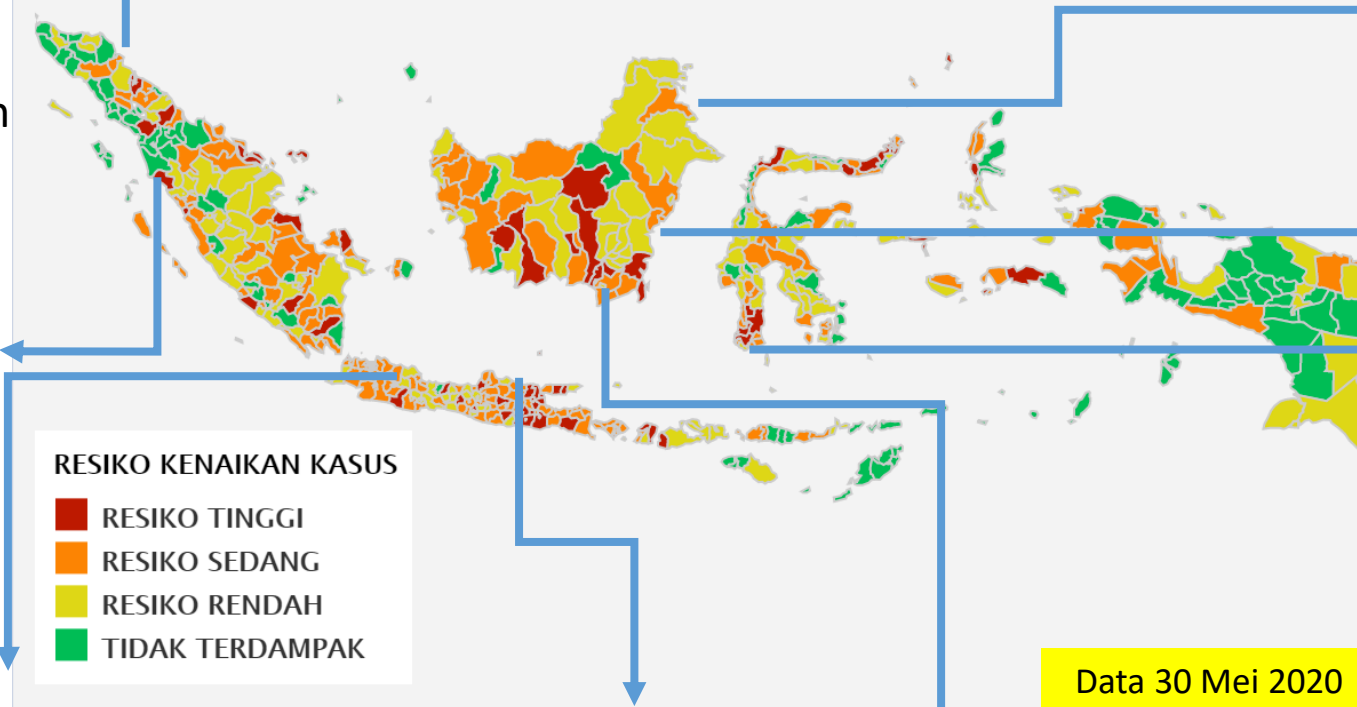 RESIKO KENAIKAN KASUS
RESIKO TINGGI
RESIKO SEDANG
RESIKO RENDAH
TIDAK TERDAMPAK
Data 30 Mei 2020